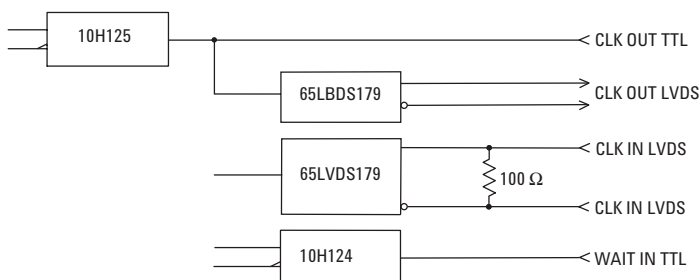 10H125
CLK OUT TTL
65LBDS179
CLK OUT LVDS
65LVDS179
CLK IN LVDS
100 Ω
CLK IN LVDS
10H124
WAIT IN TTL